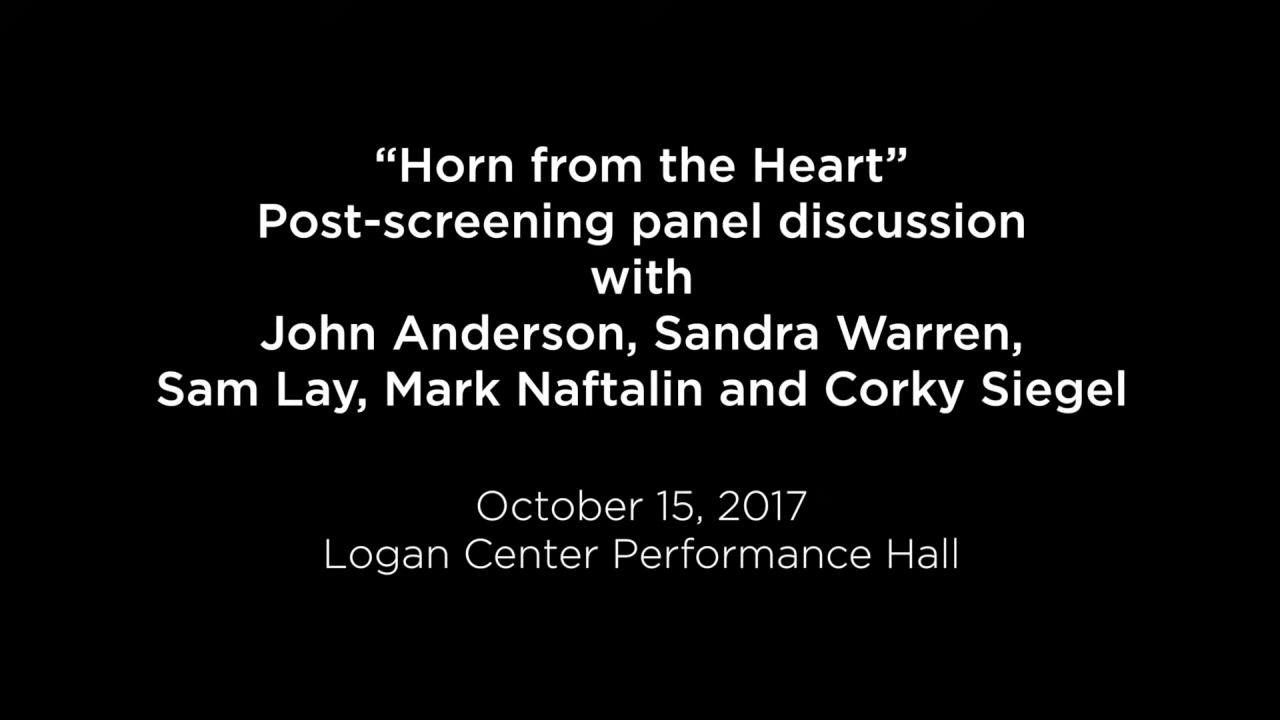 “Horn from the Heart”
Post-screening panel discussion
with
John Anderson, Sandra Warren,
Sam Lay, Mark Naftalin and Corky Siegel
October 15, 2017
Logan Center Performance Hall